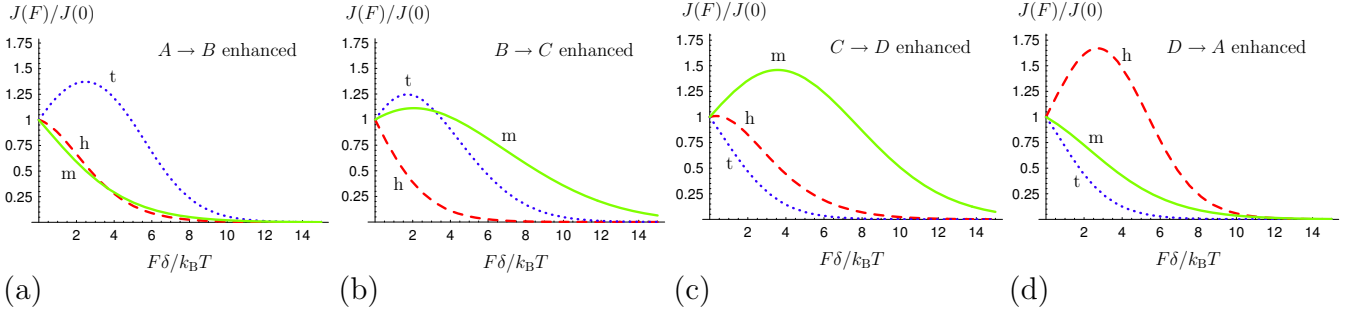 J(F)/J(0)
A → B enhanced
1.75
1.5
1.25
1
0.75
0.5
0.25
t
h
m
2 4 6 8 10 12 14
Fδ/k_BT
(a)
J(F)/J(0)
B → C enhanced
1.75
1.5
1.25
1
0.75
0.5
0.25
t
m
h
2 4 6 8 10 12 14
Fδ/k_BT
(b)
J(F)/J(0)
C → D enhanced
1.75
1.5
1.25
1
0.75
0.5
0.25
m
h
t
2 4 6 8 10 12 14
Fδ/k_BT
(c)
J(F)/J(0)
D → A enhanced
1.75
1.5
1.25
1
0.75
0.5
0.25
h
m
t
2 4 6 8 10 12 14
Fδ/k_BT
(d)